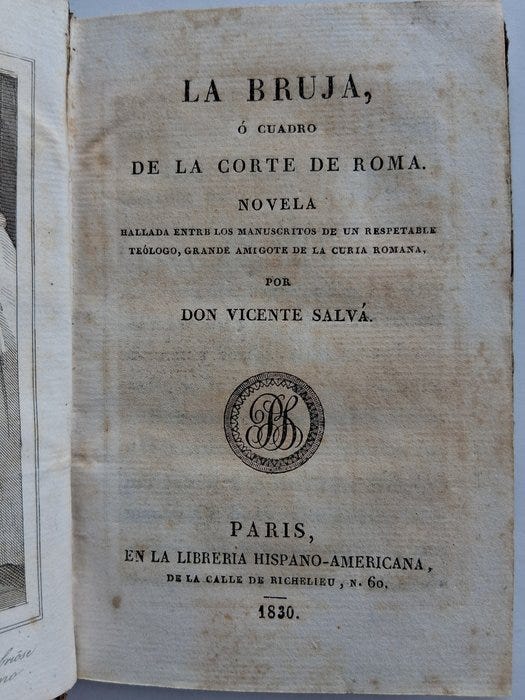 LA BRUJA,
Ó CUADRO
DE LA CORTE DE ROMA.
NOVELA
HALLADA ENTRE LOS MANUSCRITOS DE UN RESPETABLE
TEÓLOGO, GRANDE AMIGOTE DE LA CURIA ROMANA,
POR
DON VICENTE SALVÁ.
PARIS,
EN LA LIBRERIA HISPANO-AMERICANA,
DE LA CALLE DE RICHELIEU, N. 60.
1830.